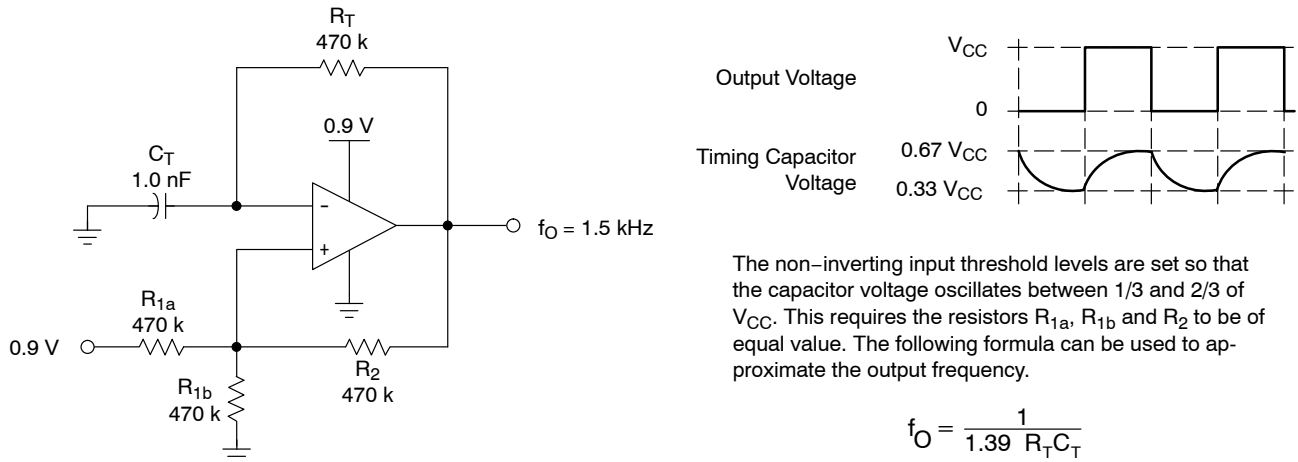 R_T
470 k
0.9 V
C_T
1.0 nF
−
+
f_O = 1.5 kHz
R_1a
470 k
0.9 V
R_2
470 k
R_1b
470 k
V_CC
Output Voltage
0
Timing Capacitor
Voltage
0.67 V_CC
0.33 V_CC
The non−inverting input threshold levels are set so that
the capacitor voltage oscillates between 1/3 and 2/3 of
V_CC. This requires the resistors R_1a, R_1b and R_2 to be of
equal value. The following formula can be used to ap-
proximate the output frequency.
f_O = 1 / 1.39 R_TC_T